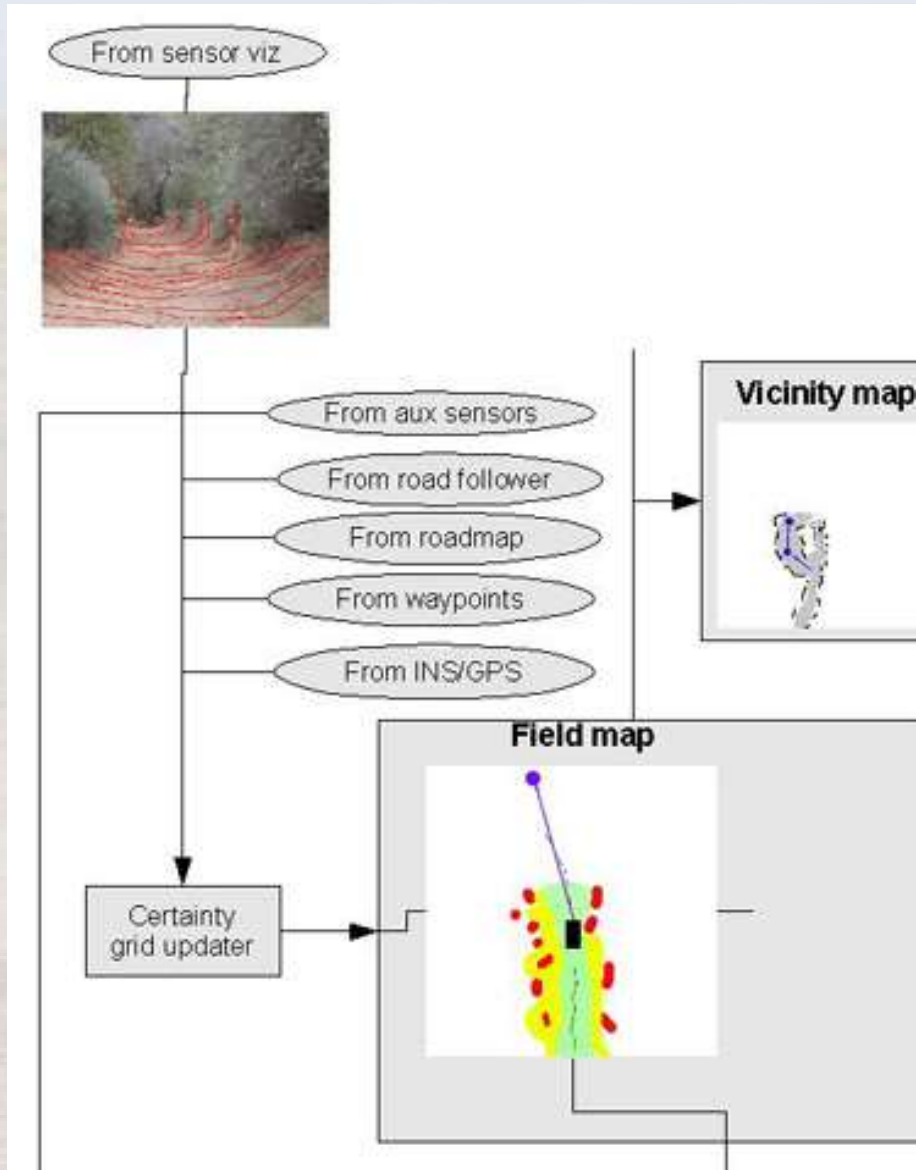 From sensor viz
From aux sensors
From road follower
From roadmap
From waypoints
From INS/GPS
Vicinity map
Field map
Certainty
grid updater